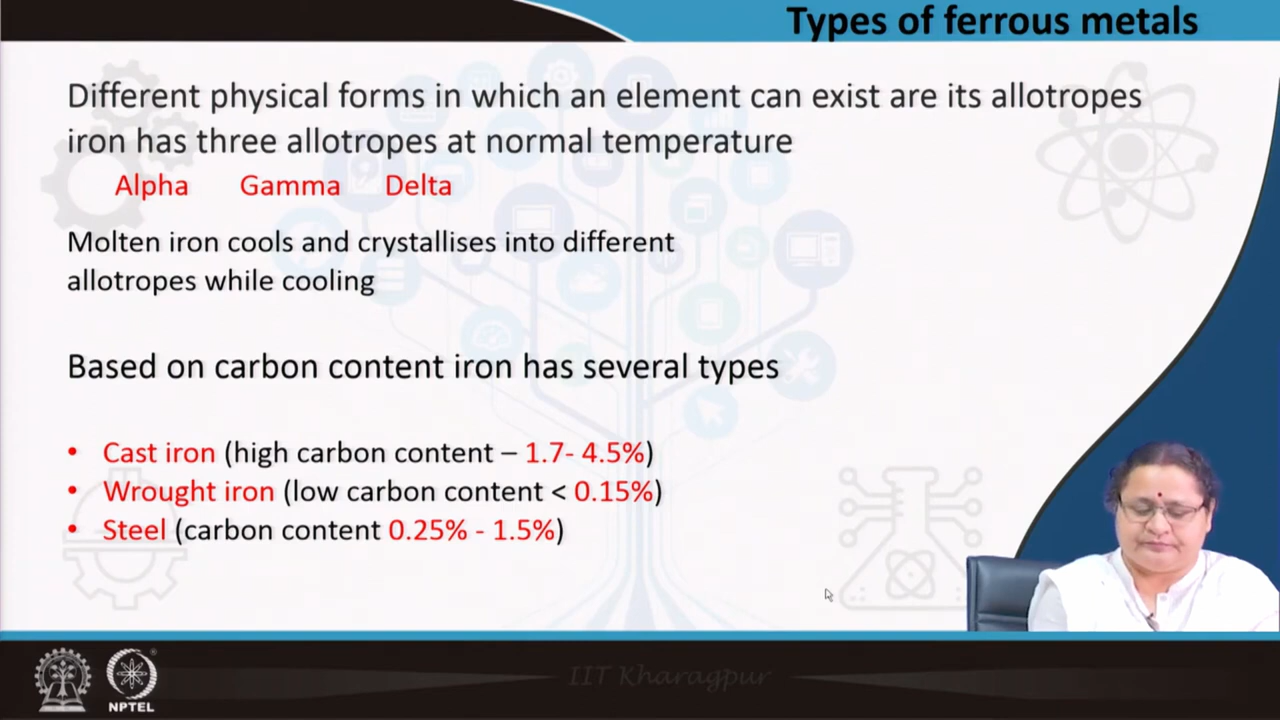 Types of ferrous metals
Different physical forms in which an element can exist are its allotropes
iron has three allotropes at normal temperature
Alpha Gamma Delta
Molten iron cools and crystallises into different
allotropes while cooling
Based on carbon content iron has several types
• Cast iron (high carbon content – 1.7- 4.5%)
• Wrought iron (low carbon content < 0.15%)
• Steel (carbon content 0.25% - 1.5%)
IIT Kharagpur
NPTEL